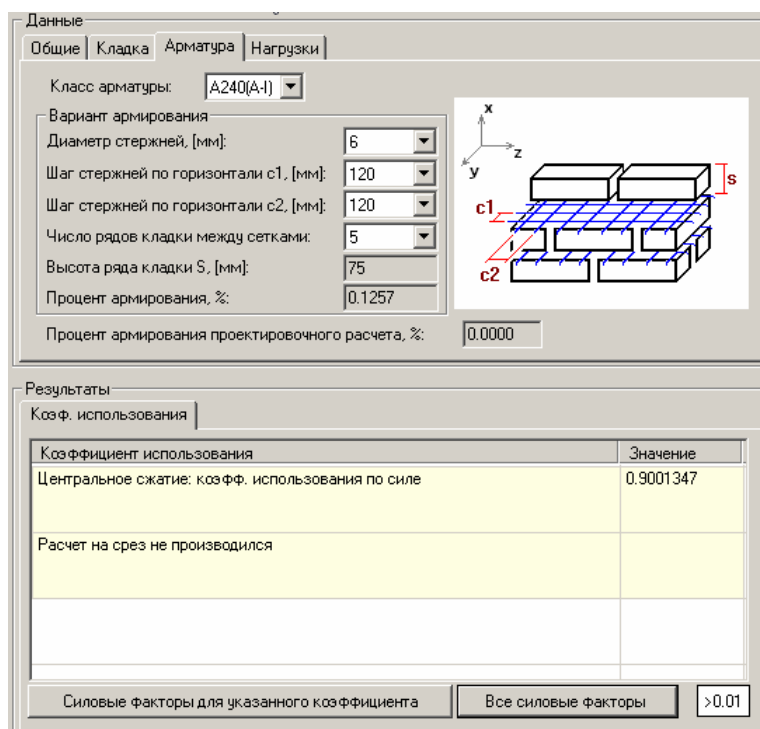 Данные
Общие Кладка Арматура Нагрузки
Класс арматуры: A240(A-I)
Вариант армирования
Диаметр стержней, [мм]: 6
Шаг стержней по горизонтали c1, [мм]: 120
Шаг стержней по горизонтали c2, [мм]: 120
Число рядов кладки между сетками: 5
Высота ряда кладки S, [мм]: 75
Процент армирования, %: 0.1257
x
z
y
s
c1
c2
Процент армирования проектировочного расчета, %: 0.0000
Результаты
Коэф. использования
Коэффициент использования Значение
Центральное сжатие: коэфф. использования по силе 0.9001347
Расчет на срез не производился
Силовые факторы для указанного коэффициента Все силовые факторы >0.01